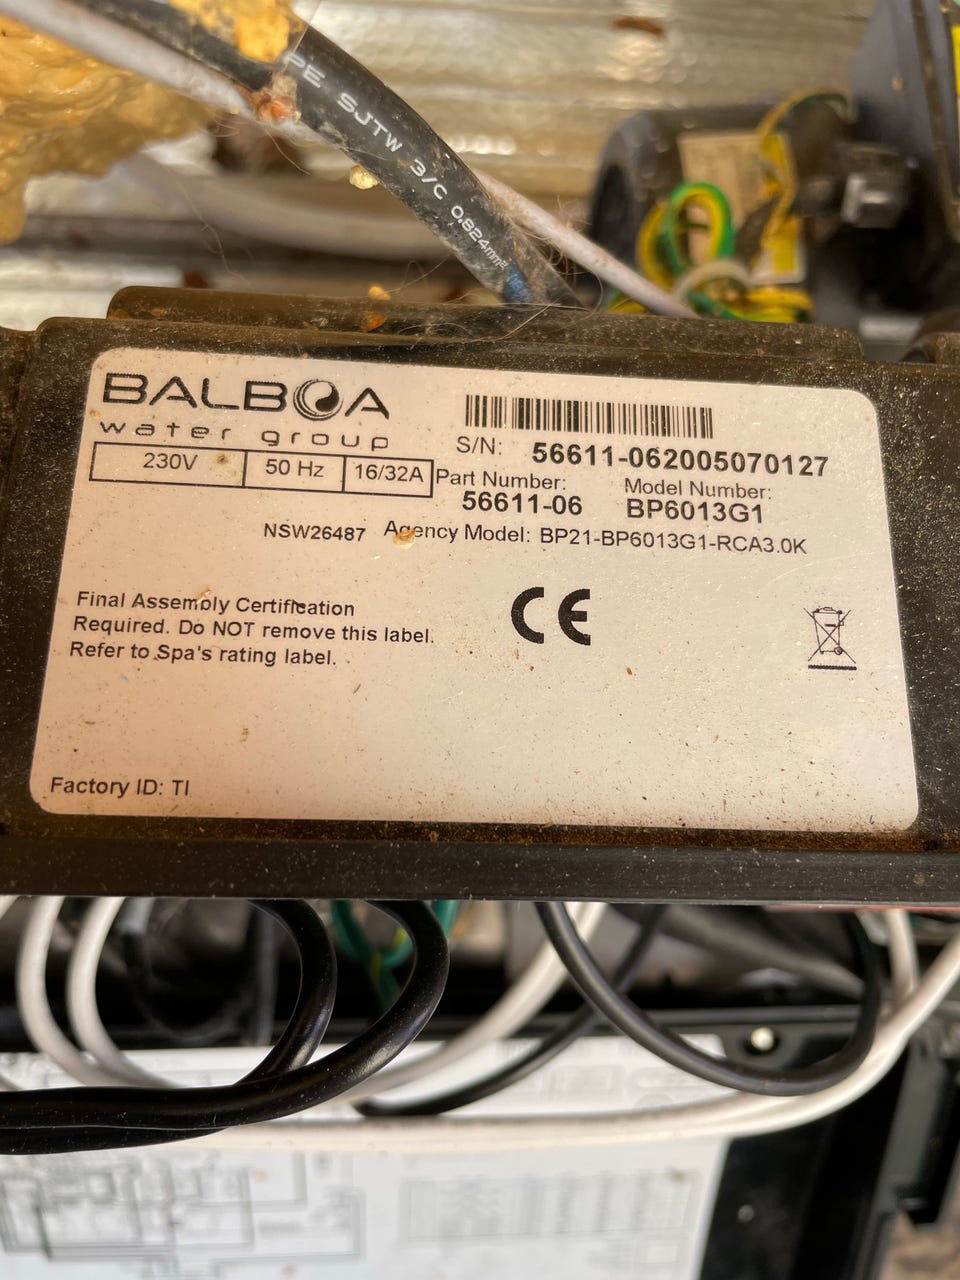 PE SJTW 3/C 0.824mm²
BALBOA
water group
230V 50 Hz 16/32A
S/N: 56611-062005070127
Part Number: Model Number:
56611-06 BP6013G1
NSW26487 Agency Model: BP21-BP6013G1-RCA3.0K
Final Assembly Certification
Required. Do NOT remove this label.
Refer to Spa's rating label.
CE
Factory ID: TI